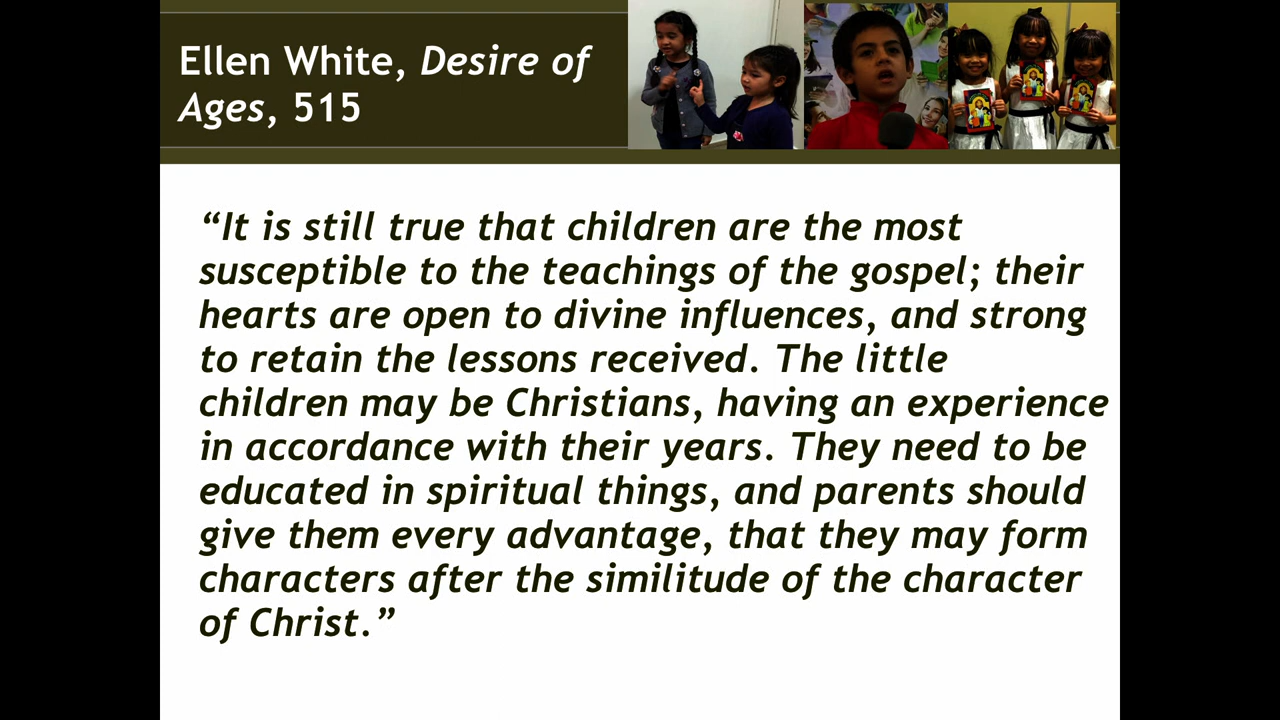 Ellen White, Desire of
Ages, 515
“It is still true that children are the most
susceptible to the teachings of the gospel; their
hearts are open to divine influences, and strong
to retain the lessons received. The little
children may be Christians, having an experience
in accordance with their years. They need to be
educated in spiritual things, and parents should
give them every advantage, that they may form
characters after the similitude of the character
of Christ.”